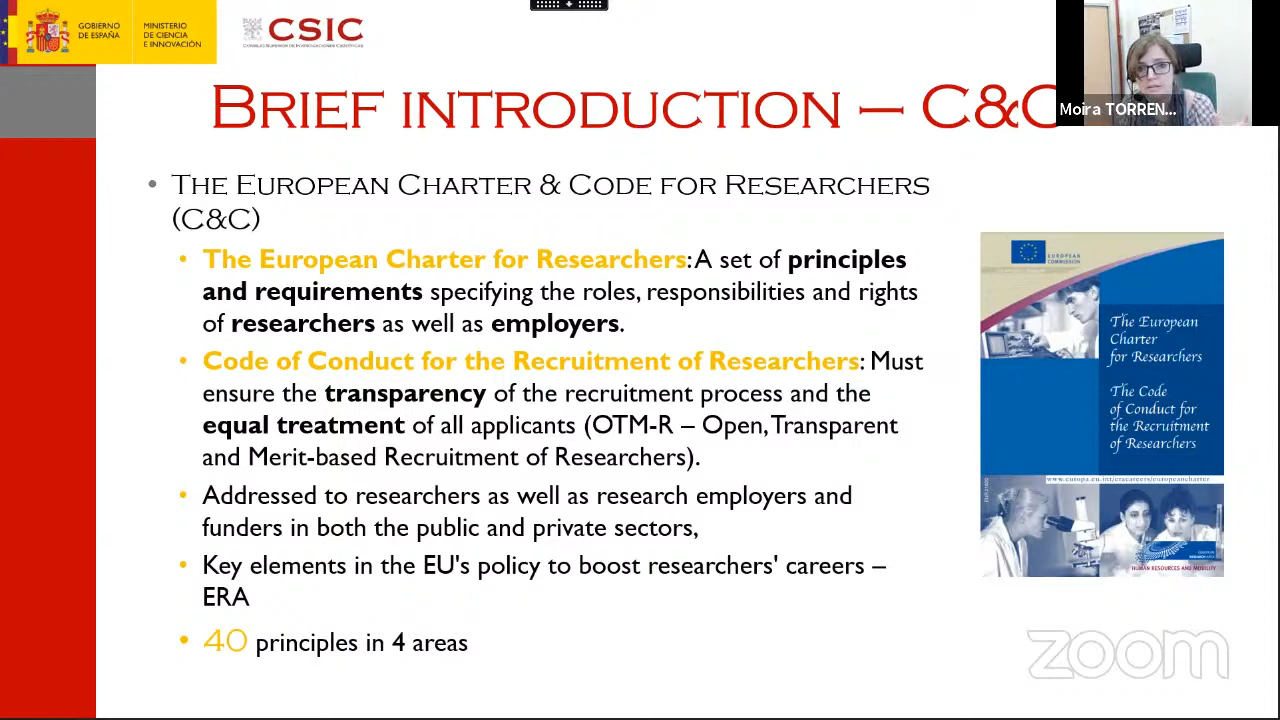 GOBIERNO
DE ESPAÑA
MINISTERIO
DE CIENCIA
E INNOVACIÓN
CSIC
CONSEJO SUPERIOR DE INVESTIGACIONES CIENTÍFICAS
BRIEF INTRODUCTION – C&C
Moira TORREN...
• THE EUROPEAN CHARTER & CODE FOR RESEARCHERS
(C&C)
• The European Charter for Researchers: A set of principles
and requirements specifying the roles, responsibilities and rights
of researchers as well as employers.
• Code of Conduct for the Recruitment of Researchers: Must
ensure the transparency of the recruitment process and the
equal treatment of all applicants (OTM-R – Open, Transparent
and Merit-based Recruitment of Researchers).
• Addressed to researchers as well as research employers and
funders in both the public and private sectors,
• Key elements in the EU's policy to boost researchers' careers –
ERA
• 40 principles in 4 areas
EUROPEAN
COMMISSION
The European
Charter
for Researchers
The Code
of Conduct for
the Recruitment
of Researchers
www.europa.eu.int/eracareers/europeancharter
HUMAN RESOURCES AND MOBILITY
zoom